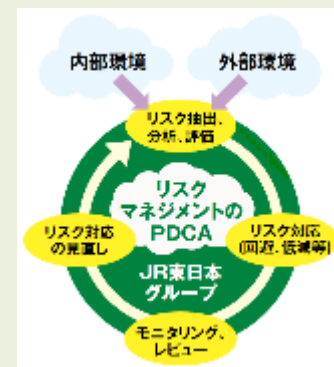 内部環境
外部環境
リスク抽出、
分析、評価
リスク
マネジメントの
PDCA
リスク対応
の見直し
リスク対応
(回避、低減等)
JR東日本
グループ
モニタリング、
レビュー